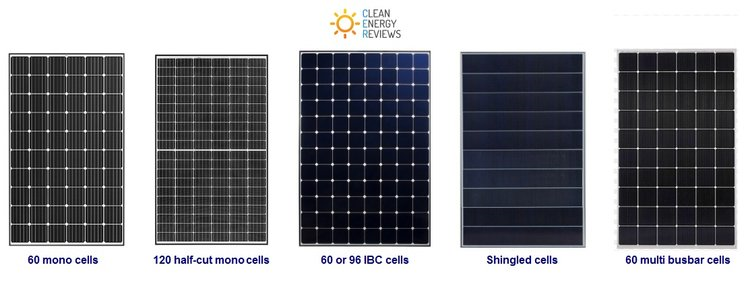 CLEAN
ENERGY
REVIEWS
60 mono cells
120 half-cut mono cells
60 or 96 IBC cells
Shingled cells
60 multi busbar cells